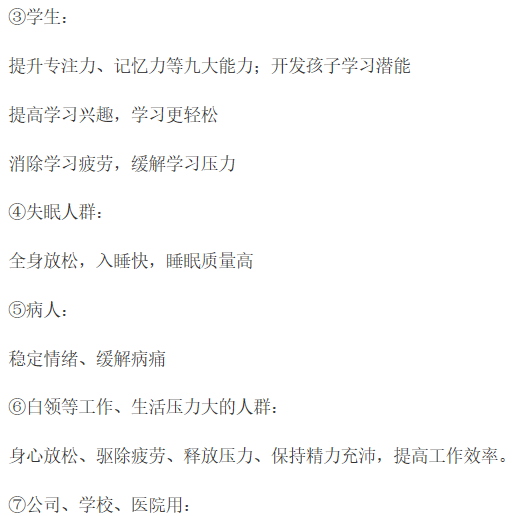 ③学生：
提升专注力、记忆力等九大能力；开发孩子学习潜能
提高学习兴趣，学习更轻松
消除学习疲劳，缓解学习压力
④失眠人群：
全身放松，入睡快，睡眠质量高
⑤病人：
稳定情绪、缓解病痛
⑥白领等工作、生活压力大的人群：
身心放松、驱除疲劳、释放压力、保持精力充沛，提高工作效率。
⑦公司、学校、医院用：